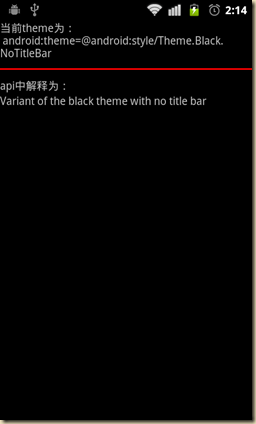 2:14
当前theme为：
android:theme=@android:style/Theme.Black.
NoTitleBar
api中解释为：
Variant of the black theme with no title bar